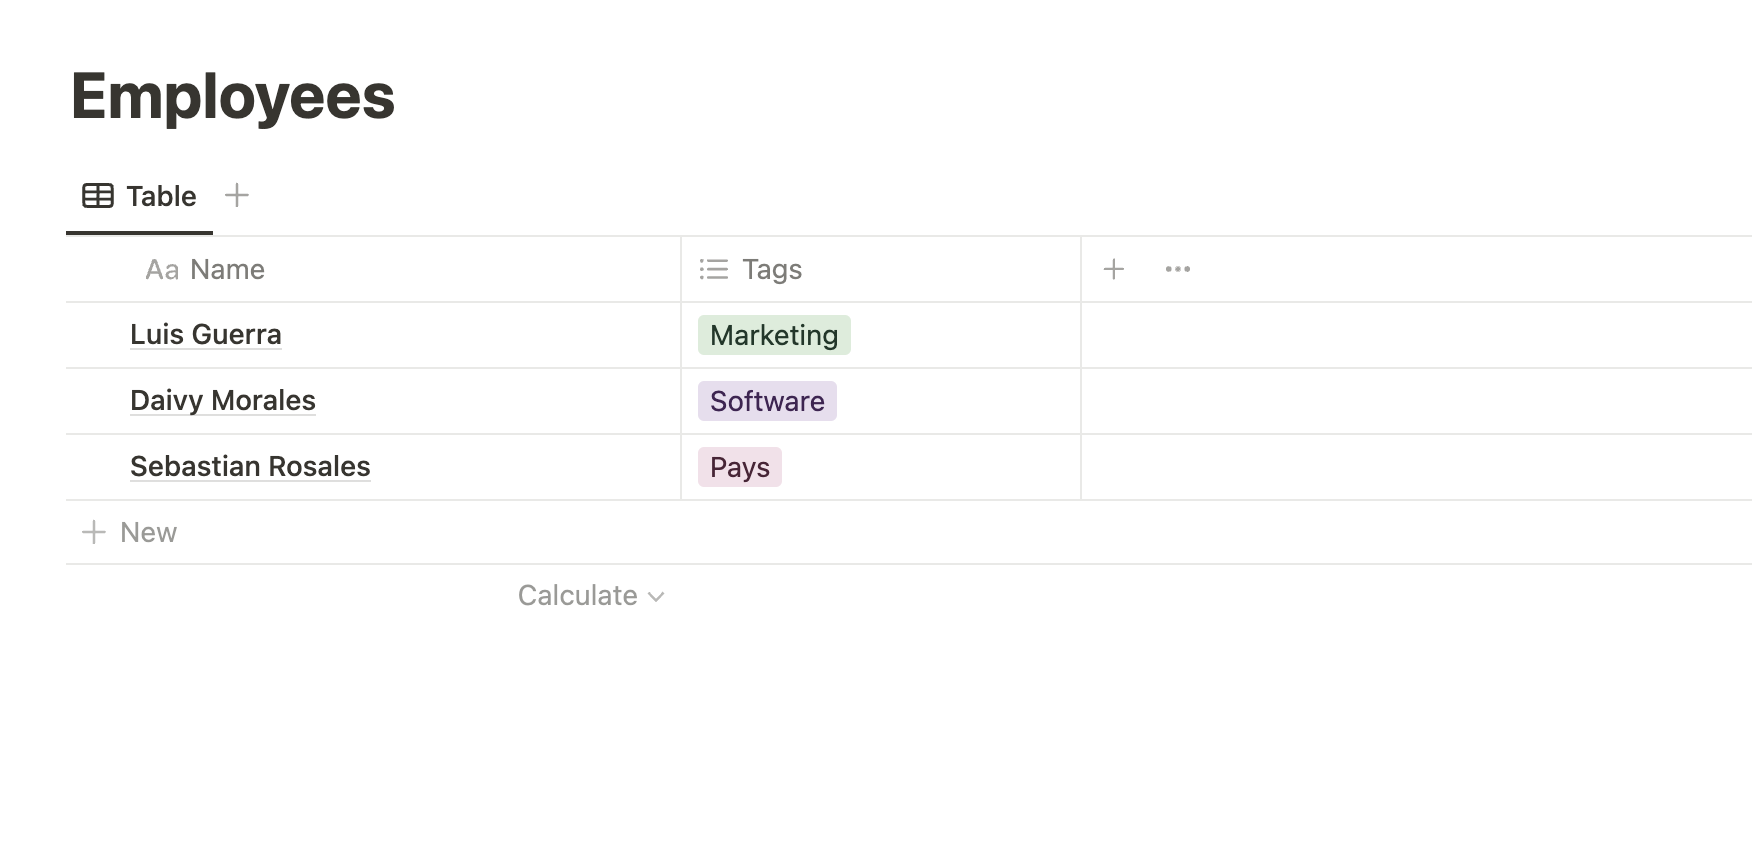 Employees
Table
Aa Name Tags
Luis Guerra Marketing
Daivy Morales Software
Sebastian Rosales Pays
New
Calculate